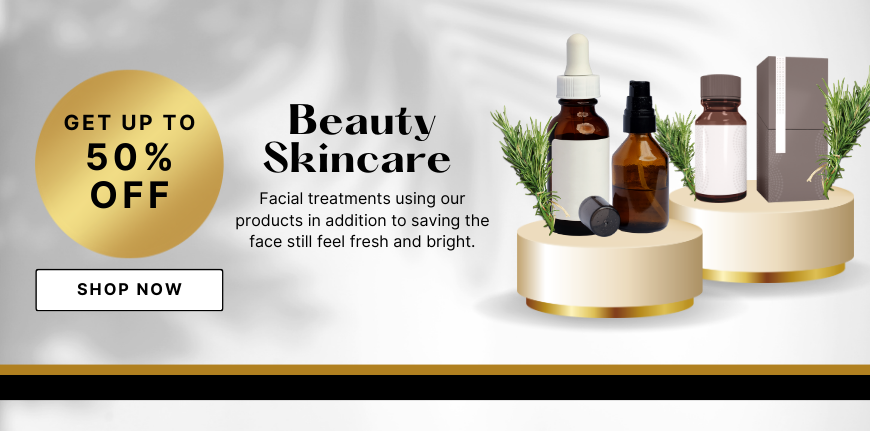 GET UP TO
50%
OFF
SHOP NOW
Beauty
Skincare
Facial treatments using our
products in addition to saving the
face still feel fresh and bright.